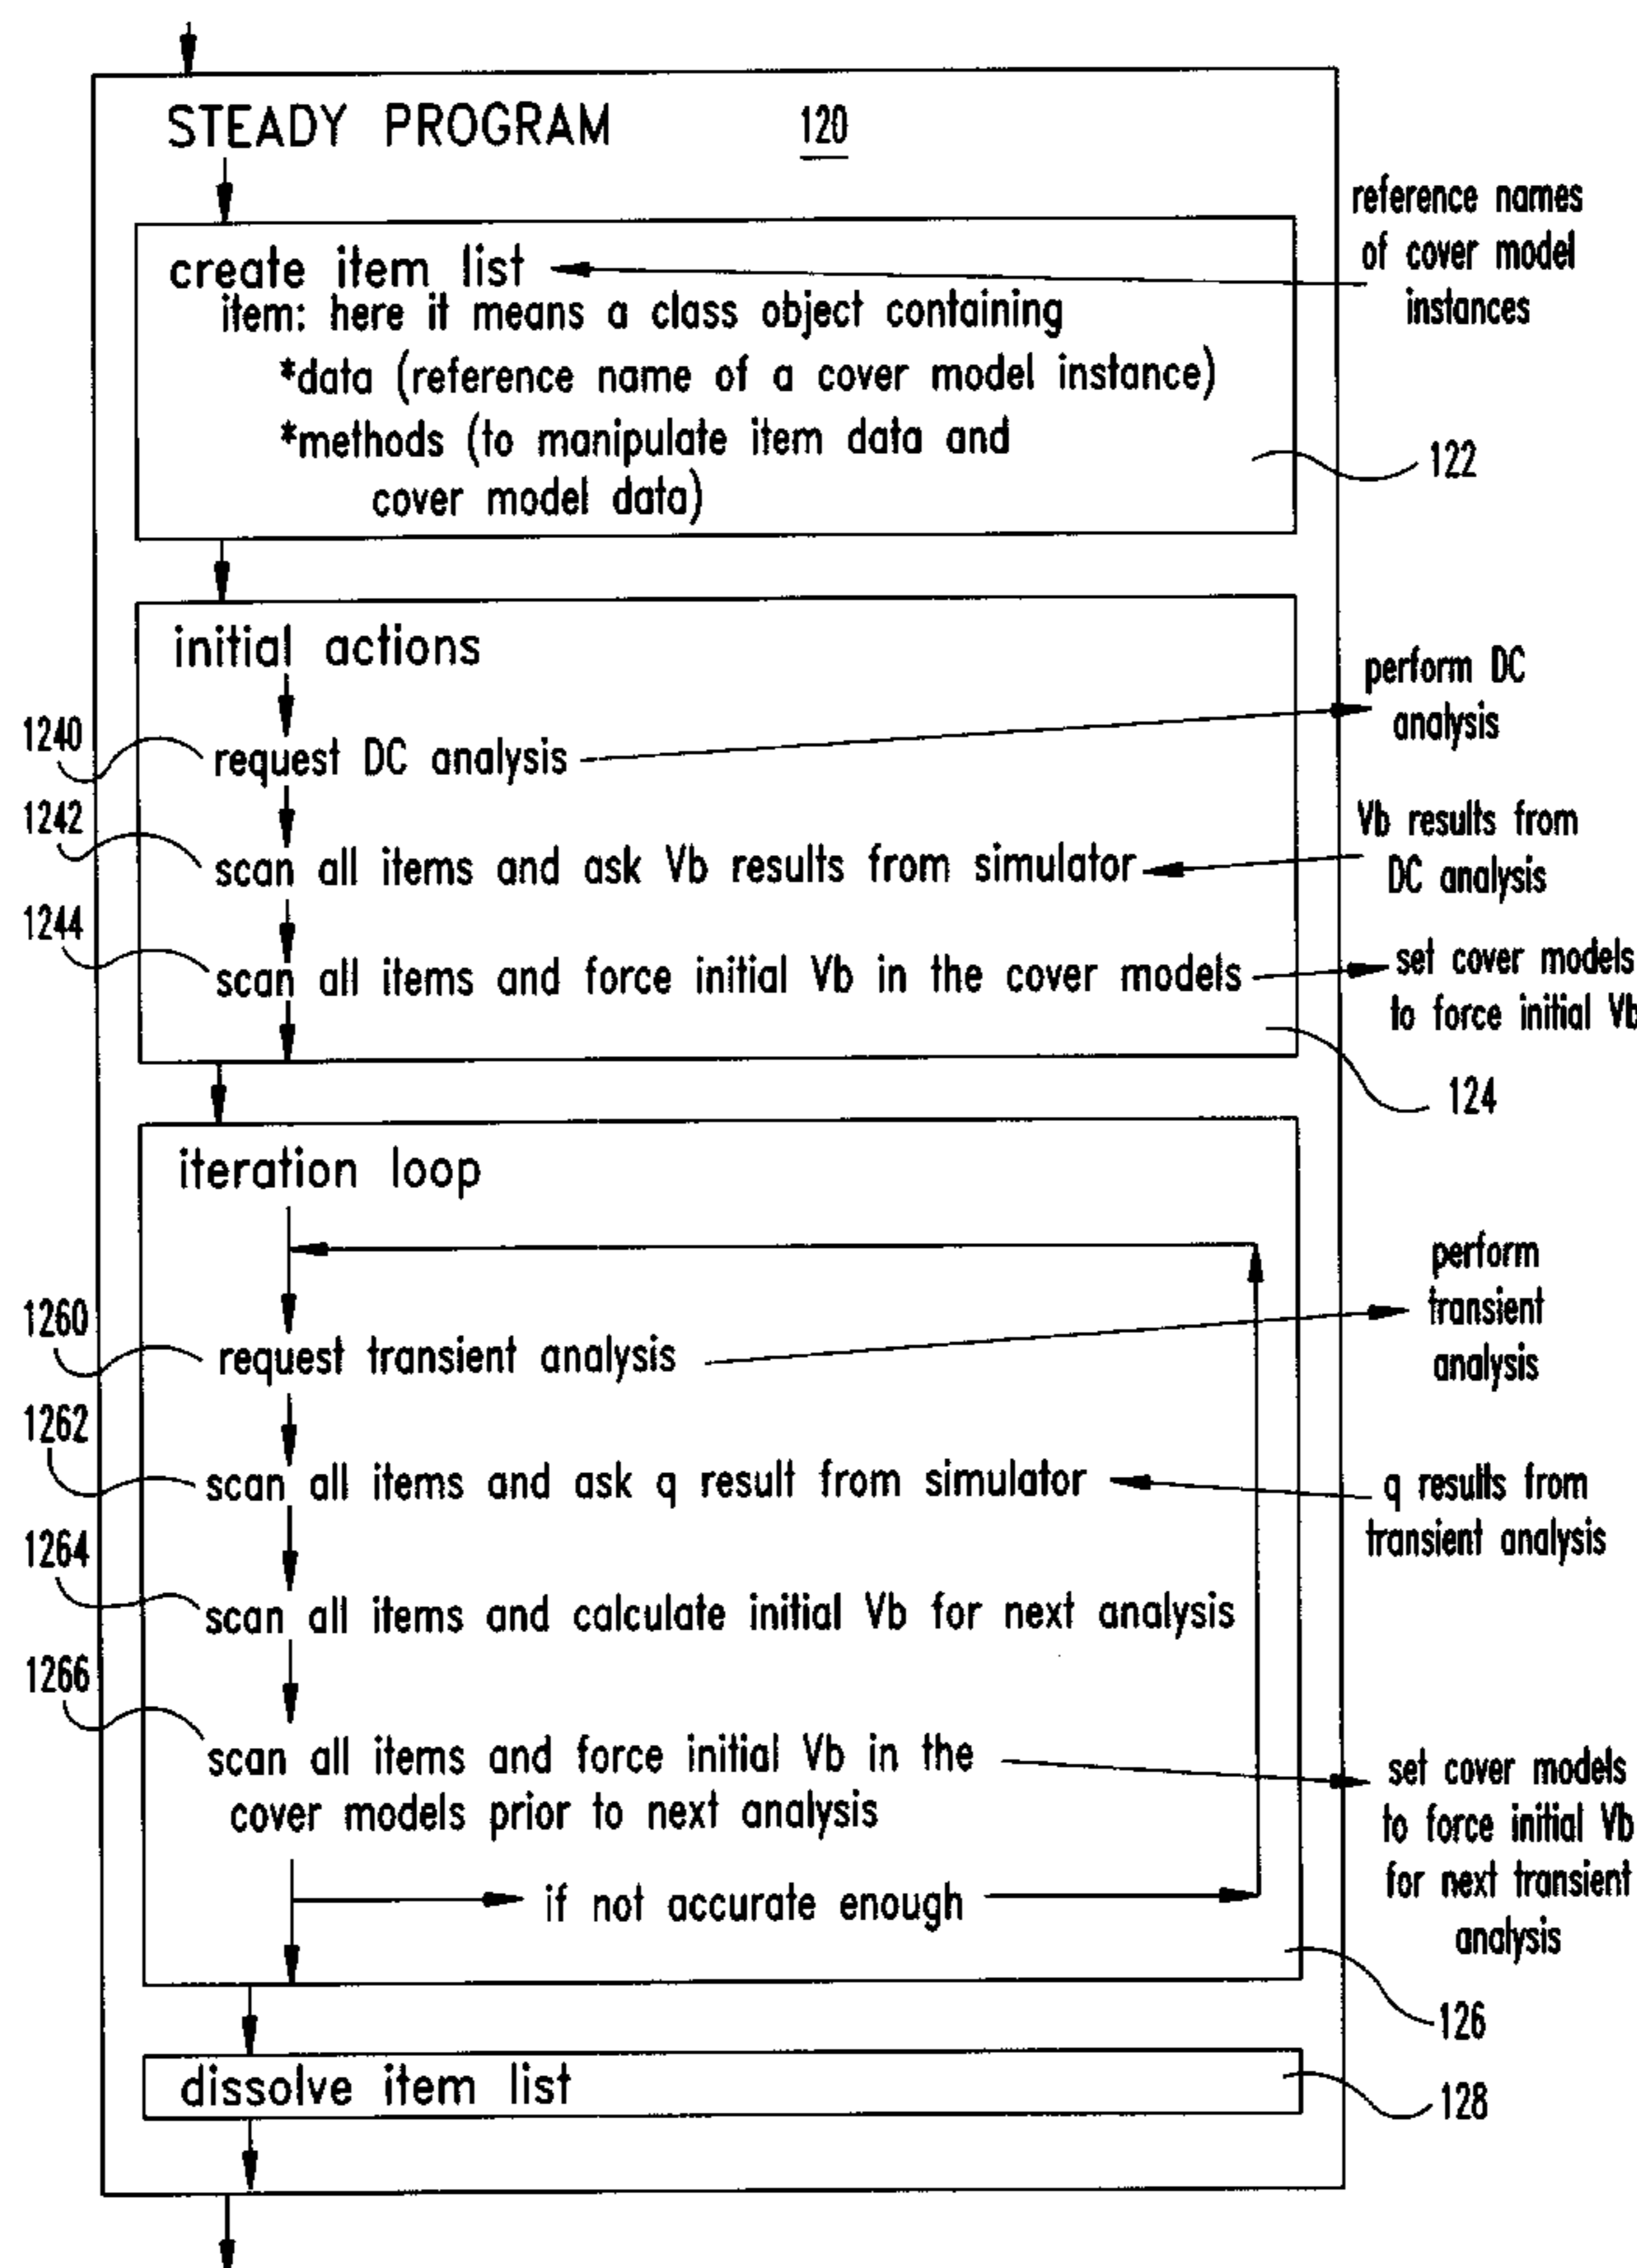 STEADY PROGRAM 120
reference names
of cover model
instances
create item list
item: here it means a class object containing
*data (reference name of a cover model instance)
*methods (to manipulate item data and
cover model data)
122
initial actions
perform DC
analysis
1240
request DC analysis
1242
scan all items and ask Vb results from simulator
Vb results from
DC analysis
1244
scan all items and force initial Vb in the cover models
set cover models
to force initial Vb
124
iteration loop
perform
transient
analysis
1260
request transient analysis
1262
scan all items and ask q result from simulator
q results from
transient analysis
1264
scan all items and calculate initial Vb for next analysis
1266
scan all items and force initial Vb in the
cover models prior to next analysis
set cover models
to force initial Vb
for next transient
analysis
if not accurate enough
126
dissolve item list
128